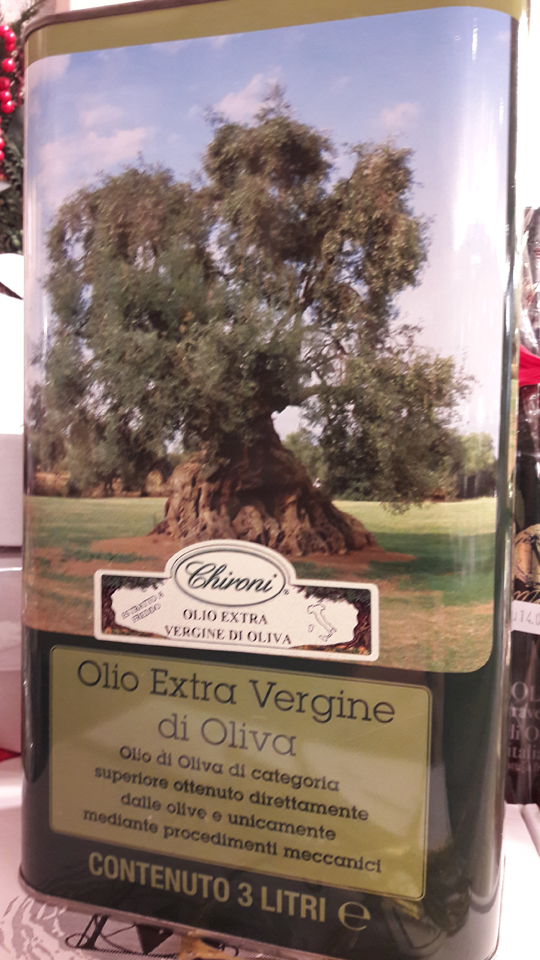 Chironi®
ESTRATTO A
FREDDO
OLIO EXTRA
VERGINE DI OLIVA
Olio Extra Vergine
di Oliva
Olio di Oliva di categoria
superiore ottenuto direttamente
dalle olive e unicamente
mediante procedimenti meccanici
CONTENUTO 3 LITRI e